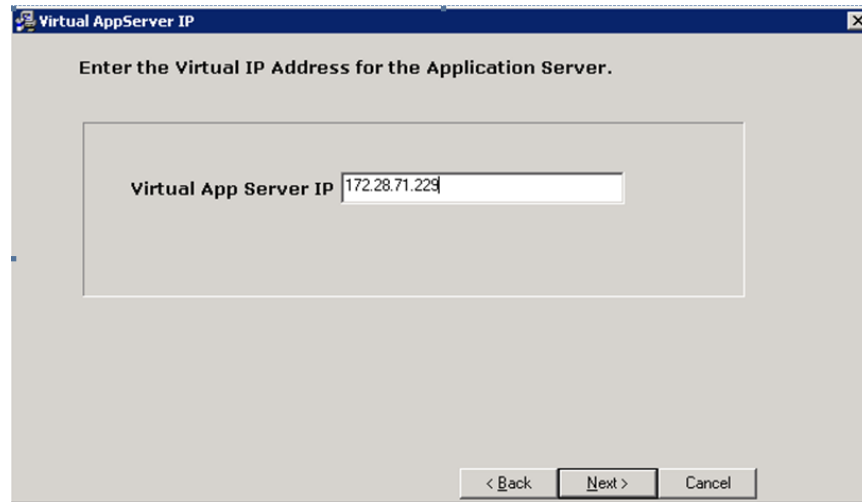 Virtual AppServer IP
Enter the Virtual IP Address for the Application Server.
Virtual App Server IP 172.28.71.229
< Back Next > Cancel